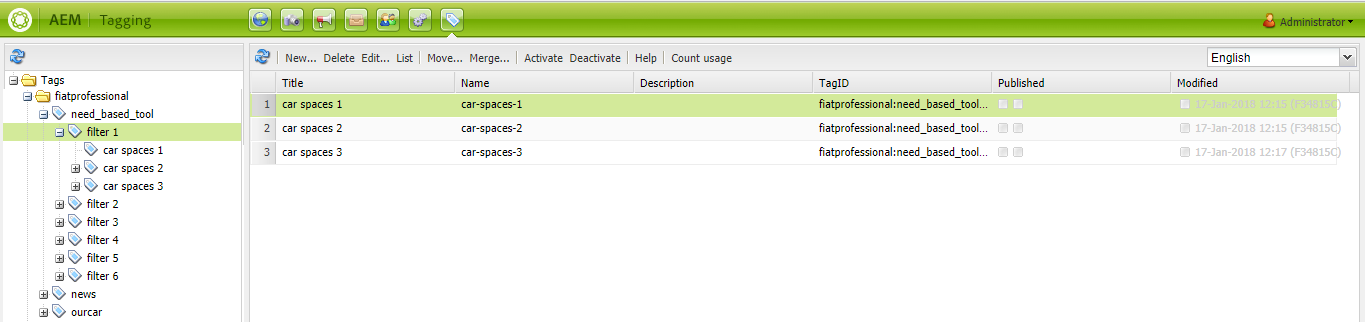 AEM Tagging Administrator
New... Delete Edit... List Move... Merge... Activate Deactivate Help Count usage English
Tags
fiatprofessional
need_based_tool
filter 1
car spaces 1
car spaces 2
car spaces 3
filter 2
filter 3
filter 4
filter 5
filter 6
news
ourcar
Title Name Description TagID Published Modified
1 car spaces 1 car-spaces-1 fiatprofessional:need_based_tool... 17-Jan-2018 12:15 (F34815C)
2 car spaces 2 car-spaces-2 fiatprofessional:need_based_tool... 17-Jan-2018 12:15 (F34815C)
3 car spaces 3 car-spaces-3 fiatprofessional:need_based_tool... 17-Jan-2018 12:17 (F34815C)